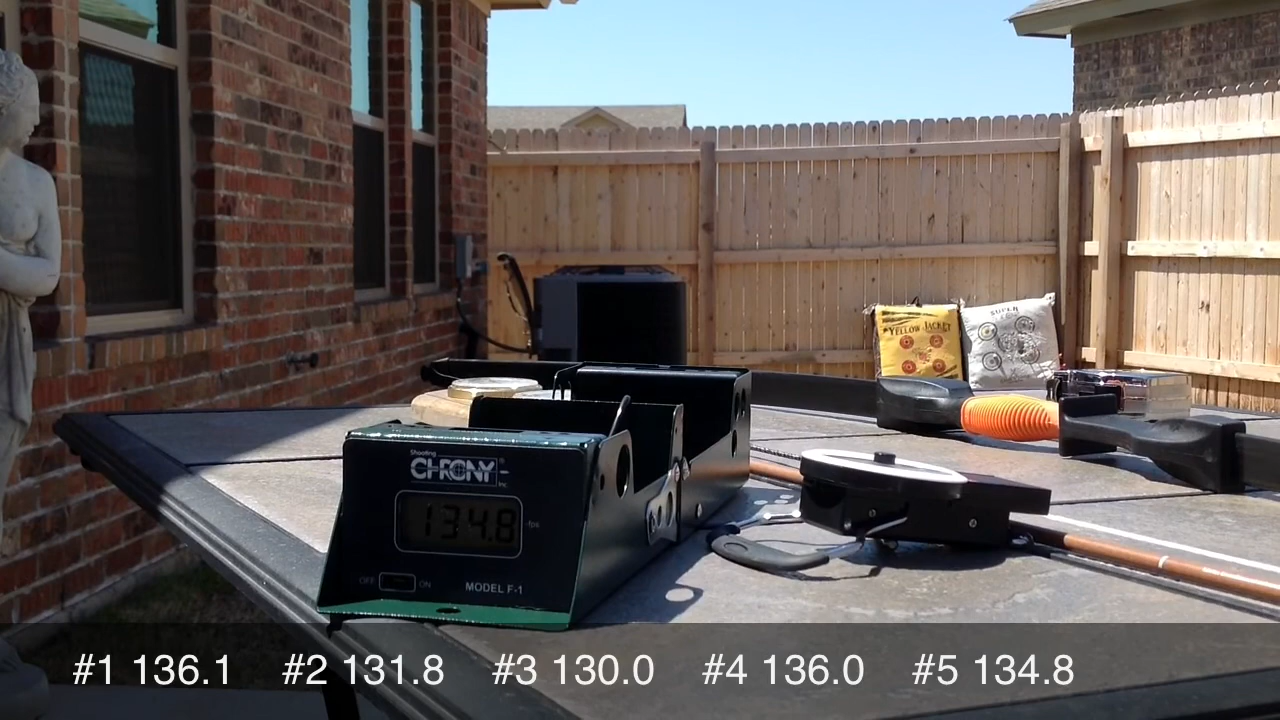 YELLOW JACKET
SUPER
Shooting
CHRONY
Inc
134.8 -fps
OFF ON
MODEL F-1
#1 136.1 #2 131.8 #3 130.0 #4 136.0 #5 134.8